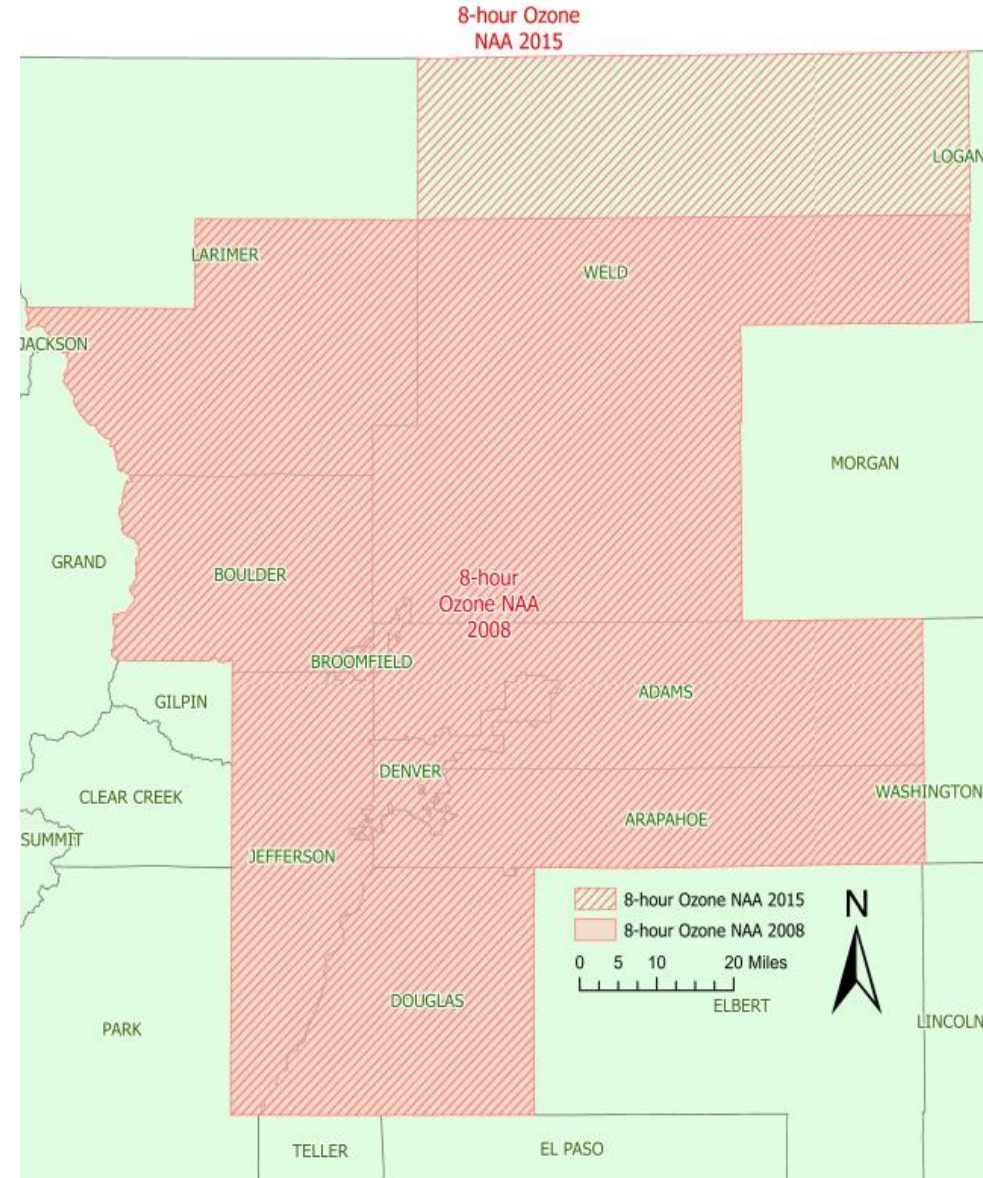 8-hour Ozone
NAA 2015
LOGAN
LARIMER
WELD
JACKSON
MORGAN
GRAND
BOULDER
8-hour
Ozone NAA
2008
BROOMFIELD
GILPIN
ADAMS
DENVER
CLEAR CREEK
WASHINGTON
SUMMIT
ARAPAHOE
JEFFERSON
8-hour Ozone NAA 2015
N
8-hour Ozone NAA 2008
0 5 10 20 Miles
DOUGLAS
ELBERT
PARK
LINCOLN
TELLER
EL PASO